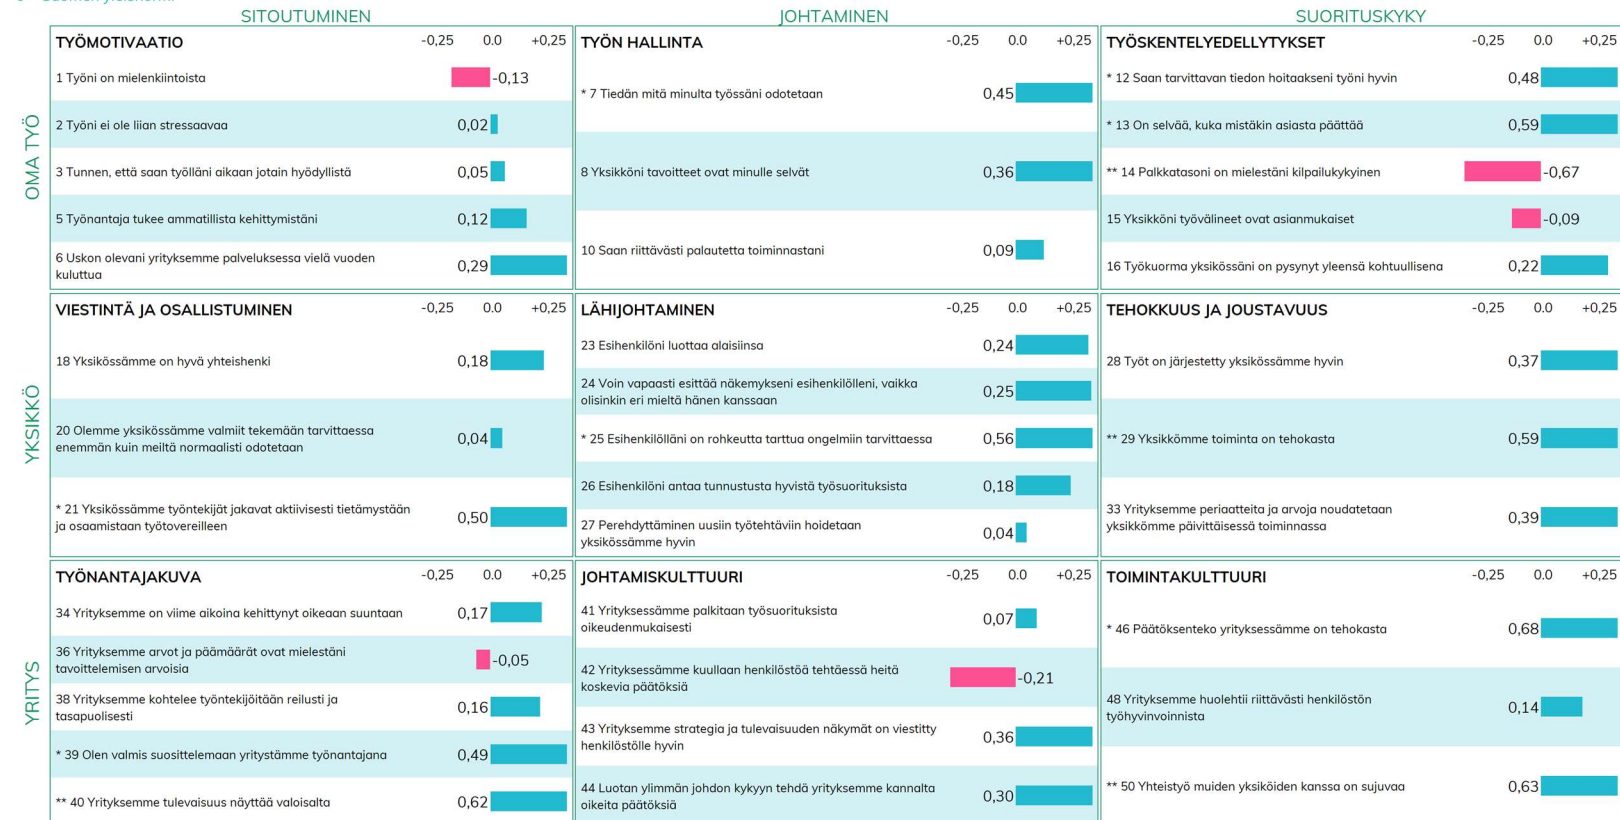 SITOUTUMINEN
JOHTAMINEN
SUORITUSKYKY
OMA TYÖ
TYÖMOTIVAATIO -0,25 0.0 +0,25
1 Työni on mielenkiintoista -0,13
2 Työni ei ole liian stressaavaa 0,02
3 Tunnen, että saan työlläni aikaan jotain hyödyllistä 0,05
5 Työnantaja tukee ammatillista kehittymistäni 0,12
6 Uskon olevani yrityksemme palveluksessa vielä vuoden
kuluttua 0,29
TYÖN HALLINTA -0,25 0.0 +0,25
* 7 Tiedän mitä minulta työssäni odotetaan 0,45
8 Yksikköni tavoitteet ovat minulle selvät 0,36
10 Saan riittävästi palautetta toiminnastani 0,09
TYÖSKENTELYEDELLYTYKSET -0,25 0.0 +0,25
* 12 Saan tarvittavan tiedon hoitaakseni työni hyvin 0,48
* 13 On selvää, kuka mistäkin asiasta päättää 0,59
** 14 Palkkatasoni on mielestäni kilpailukykyinen -0,67
15 Yksikköni työvälineet ovat asianmukaiset -0,09
16 Työkuorma yksikössäni on pysynyt yleensä kohtuullisena 0,22
YKSIKKÖ
VIESTINTÄ JA OSALLISTUMINEN -0,25 0.0 +0,25
18 Yksikössämme on hyvä yhteishenki 0,18
20 Olemme yksikössämme valmiit tekemään tarvittaessa
enemmän kuin meiltä normaalisti odotetaan 0,04
* 21 Yksikössämme työntekijät jakavat aktiivisesti tietämystään
ja osaamistaan työtovereilleen 0,50
LÄHIJOHTAMINEN -0,25 0.0 +0,25
23 Esihenkilöni luottaa alaisiinsa 0,24
24 Voin vapaasti esittää näkemykseni esihenkilölleni, vaikka
olisinkin eri mieltä hänen kanssaan 0,25
* 25 Esihenkilölläni on rohkeutta tarttua ongelmiin tarvittaessa 0,56
26 Esihenkilöni antaa tunnustusta hyvistä työsuorituksista 0,18
27 Perehdyttäminen uusiin työtehtäviin hoidetaan
yksikössämme hyvin 0,04
TEHOKKUUS JA JOUSTAVUUS -0,25 0.0 +0,25
28 Työt on järjestetty yksikössämme hyvin 0,37
** 29 Yksikkömme toiminta on tehokasta 0,59
33 Yrityksemme periaatteita ja arvoja noudatetaan
yksikkömme päivittäisessä toiminnassa 0,39
YRITYS
TYÖNANTAJAKUVA -0,25 0.0 +0,25
34 Yrityksemme on viime aikoina kehittynyt oikeaan suuntaan 0,17
36 Yrityksemme arvot ja päämäärät ovat mielestäni
tavoittelemisen arvoisia -0,05
38 Yrityksemme kohtelee työntekijöitään reilusti ja
tasapuolisesti 0,16
* 39 Olen valmis suosittelemaan yritystämme työnantajana 0,49
** 40 Yrityksemme tulevaisuus näyttää valoisalta 0,62
JOHTAMISKULTTUURI -0,25 0.0 +0,25
41 Yrityksessämme palkitaan työsuorituksista
oikeudenmukaisesti 0,07
42 Yrityksessämme kuullaan henkilöstöä tehtäessä heitä
koskevia päätöksiä -0,21
43 Yrityksemme strategia ja tulevaisuuden näkymät on viestitty
henkilöstölle hyvin 0,36
44 Luotan ylimmän johdon kykyyn tehdä yrityksemme kannalta
oikeita päätöksiä 0,30
TOIMINTAKULTTUURI -0,25 0.0 +0,25
* 46 Päätöksenteko yrityksessämme on tehokasta 0,68
48 Yrityksemme huolehtii riittävästi henkilöstön
työhyvinvoinnista 0,14
** 50 Yhteistyö muiden yksiköiden kanssa on sujuvaa 0,63